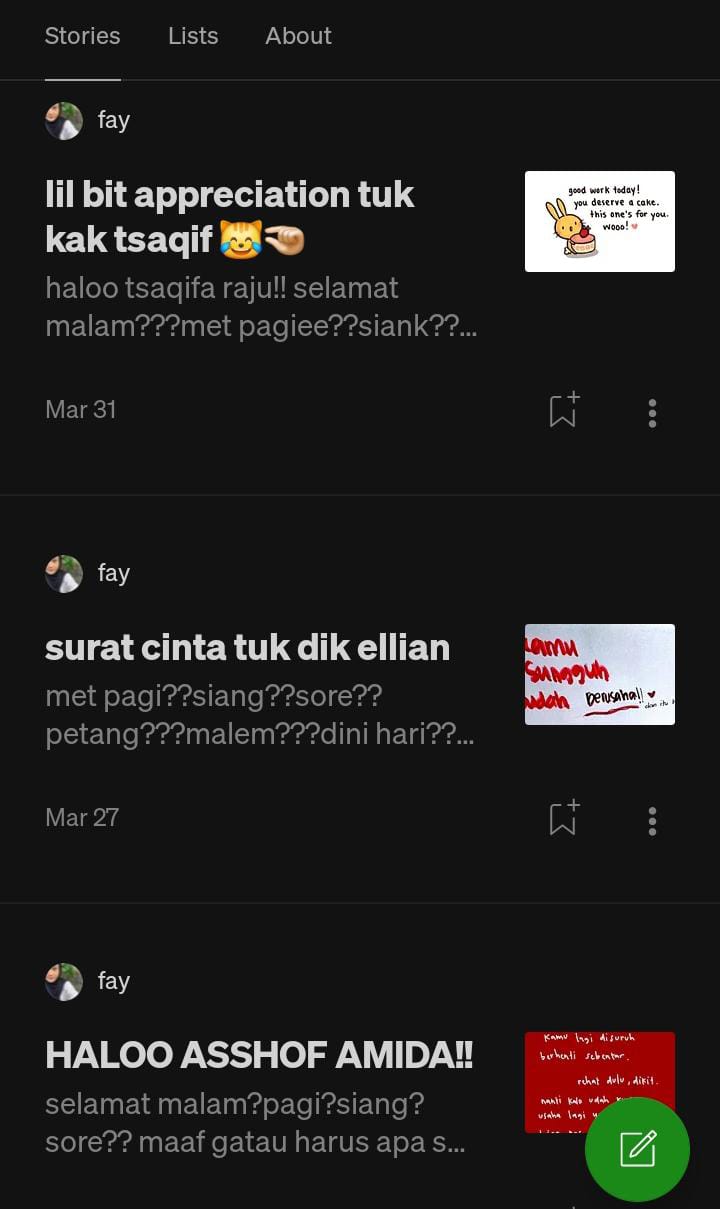 Stories Lists About
fay
lil bit appreciation tuk
kak tsaqif 😹🤏🏼
haloo tsaqifa raju!! selamat
malam???met pagiee??siank??...
good work today!
you deserve a cake.
this one's for you.
wooo!
Mar 31
fay
surat cinta tuk dik ellian
met pagi??siang??sore??
petang???malem???dini hari??...
kamu
sungguh
udah berusaha!!
dan itu
Mar 27
fay
HALOO ASSHOF AMIDA!!
selamat malam?pagi?siang?
sore?? maaf gatau harus apa s...
kamu lagi disuruh
berhenti sebentar.
rehat dulu, dikit.
nanti kalo udah
usaha lagi